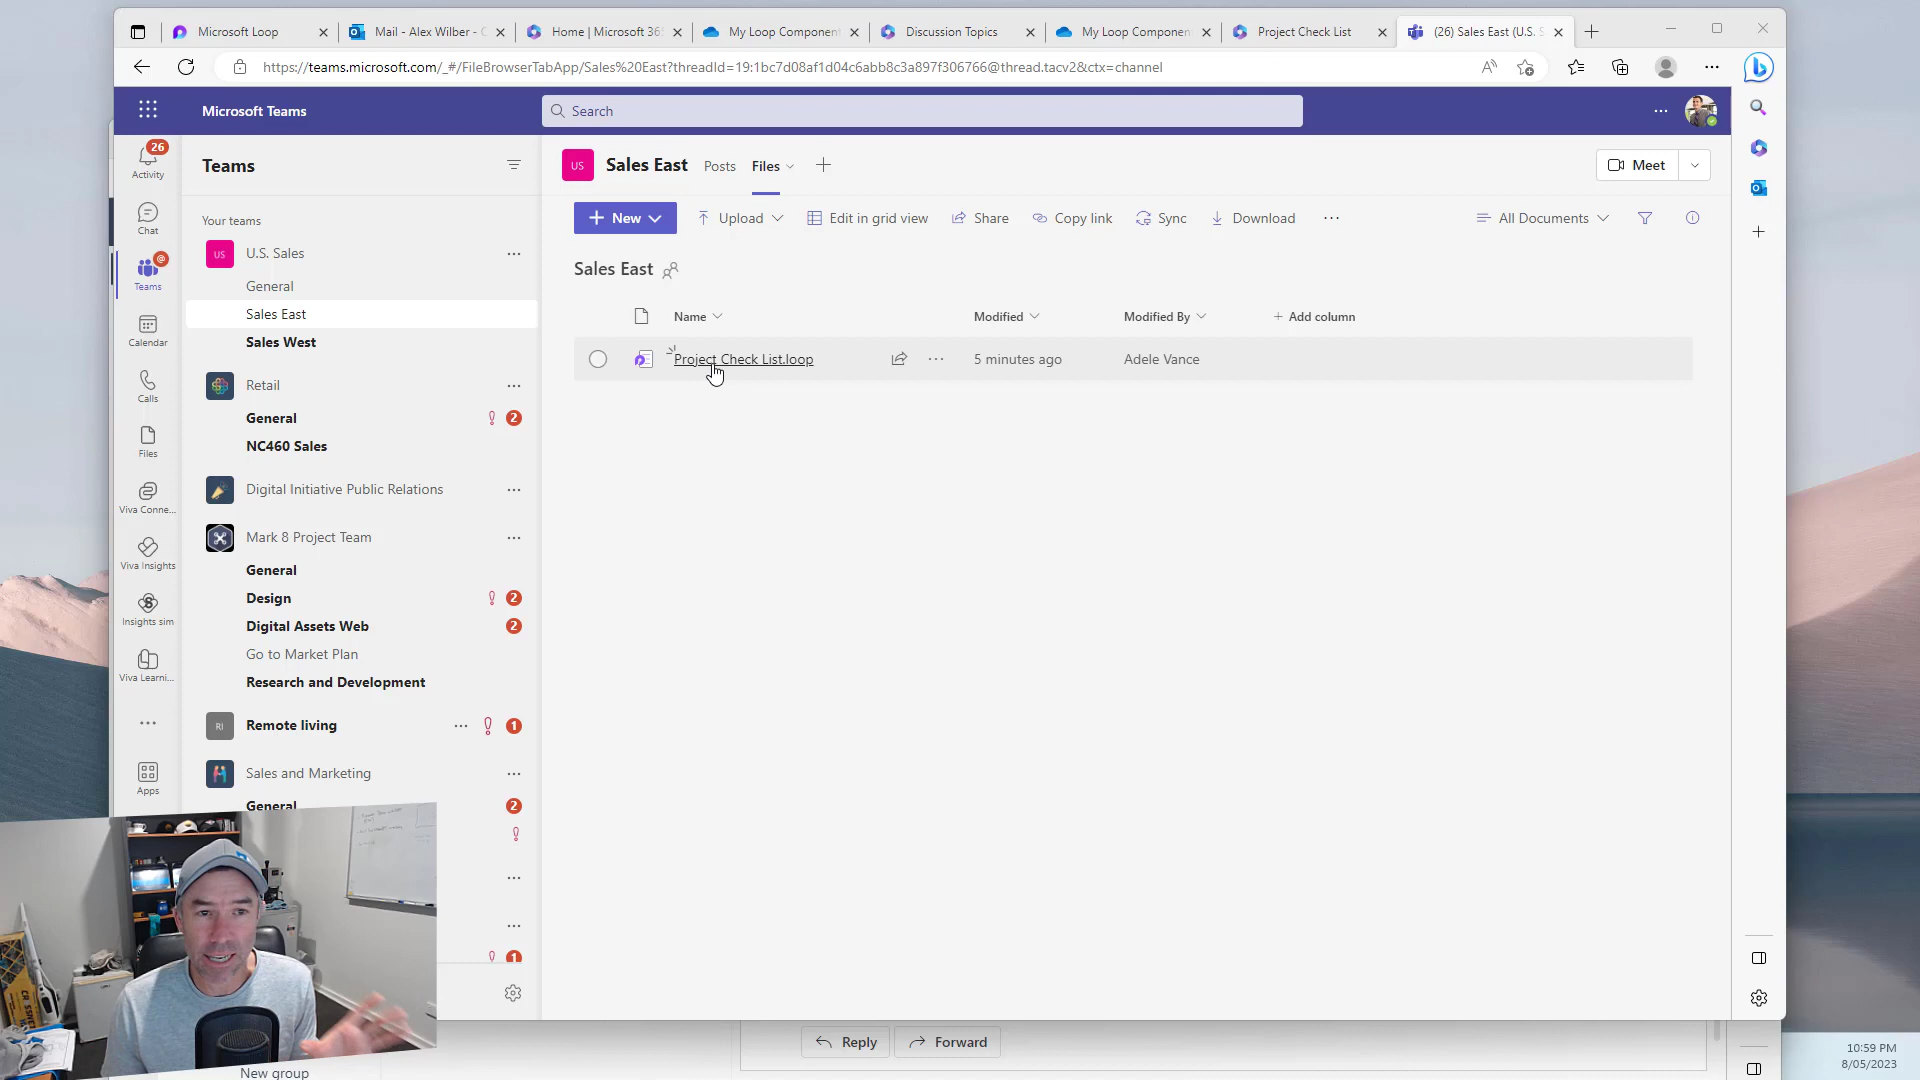 Microsoft Loop
Mail - Alex Wilber - 
Home | Microsoft 365
My Loop Component
Discussion Topics
My Loop Component
Project Check List
(26) Sales East (U.S. S
https://teams.microsoft.com/_#/FileBrowserTabApp/Sales%20East?threadId=19:1bc7d08af1d04c6abb8c3a897f306766@thread.tacv2&ctx=channel
Microsoft Teams
Search
26
Activity
Chat
Teams
Calendar
Calls
Files
Viva Conne...
Viva Insights
Insights sim
Viva Learni...
Apps
Teams
Your teams
US
U.S. Sales
General
Sales East
Sales West
Retail
General
2
NC460 Sales
Digital Initiative Public Relations
Mark 8 Project Team
General
Design
2
Digital Assets Web
2
Go to Market Plan
Research and Development
RI
Remote living
1
Sales and Marketing
General
2
1
US
Sales East
Posts
Files
Meet
New
Upload
Edit in grid view
Share
Copy link
Sync
Download
All Documents
Sales East
Name
Modified
Modified By
Add column
Project Check List.loop
5 minutes ago
Adele Vance
Reply
Forward
New group
10:59 PM
8/05/2023